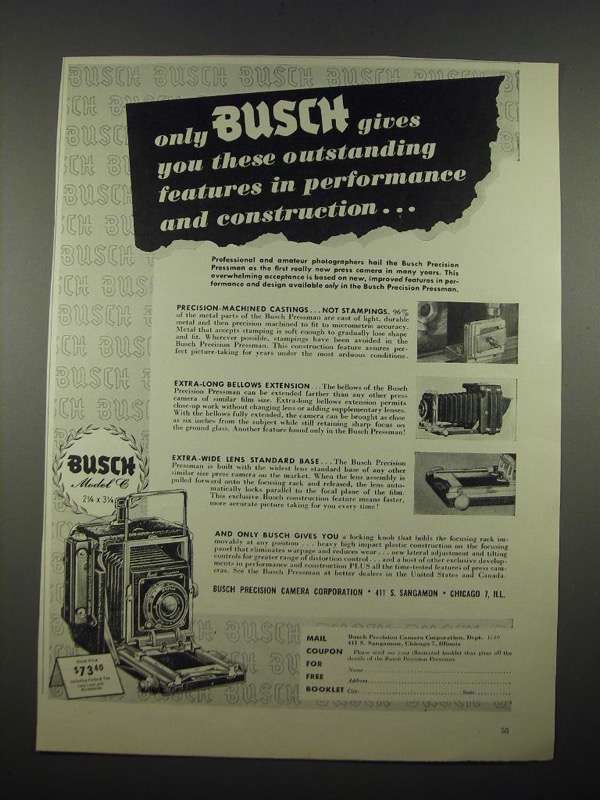 only BUSCH gives
you these outstanding
features in performance
and construction...
Professional and amateur photographers hail the Busch Precision
Pressman as the first really new press camera in many years. This
overwhelming acceptance is based on new, improved features in per-
formance and design available only in the Busch Precision Pressman.
PRECISION-MACHINED CASTINGS...NOT STAMPINGS. 96%
of the metal parts of the Busch Pressman are cast of light, durable
metal and then precision machined to fit to micrometric accuracy.
Metal that accepts stamping is soft enough to gradually lose shape
and fit. Wherever possible, stampings have been avoided in the
Busch Precision Pressman. This construction feature assures per-
fect picture-taking for years under the most arduous conditions.
EXTRA-LONG BELLOWS EXTENSION...The bellows of the Busch
Precision Pressman can be extended farther than any other press
camera of similar film size. Extra-long bellows extension permits
close-up work without changing lens or adding supplementary lenses.
With the bellows fully extended, the camera can be brought as close
as six inches from the subject while still retaining sharp focus on
the ground glass. Another feature found only in the Busch Pressman!
EXTRA-WIDE LENS STANDARD BASE...The Busch Precision
Pressman is built with the widest lens standard base of any other
similar size press camera on the market. When the lens assembly is
pulled forward onto the focusing rack and released, the lens auto-
matically locks parallel to the focal plane of the film.
This exclusive Busch construction feature means faster,
more accurate picture taking for you every time!
BUSCH
Model C
2¼ x 3¼
AND ONLY BUSCH GIVES YOU a locking knob that holds the focusing rack im-
movably at any position ... heavy high impact plastic construction on the focusing
panel that eliminates warpage and reduces wear... new lateral adjustment and tilting
controls for greater range of distortion control ... and a host of other exclusive develop-
ments in performance and construction PLUS all the time-tested features of press cam-
eras. See the Busch Pressman at better dealers in the United States and Canada.
BUSCH PRECISION CAMERA CORPORATION * 411 S. SANGAMON * CHICAGO 7, ILL.
$73.40
MAIL
COUPON
FOR
FREE
BOOKLET
Busch Precision Camera Corporation, Dept.
411 S. Sangamon, Chicago 7, Illinois
Please send me your illustrated booklet that gives all the
details of the Busch Precision Pressman.
Name
Address
City State